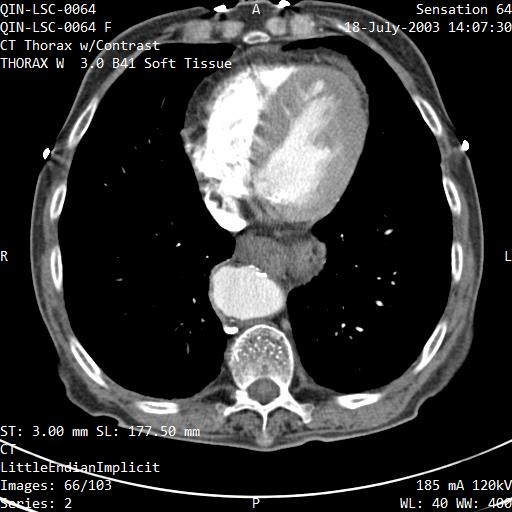 QIN-LSC-0064
A
Sensation 64
QIN-LSC-0064 F
18-July-2003 14:07:30
CT Thorax w/Contrast
THORAX W 3.0 B41 Soft Tissue
R
L
ST: 3.00 mm SL: 177.50 mm
CT
LittleEndianImplicit
Images: 66/103
185 mA 120kV
Series: 2
P
WL: 40 WW: 400